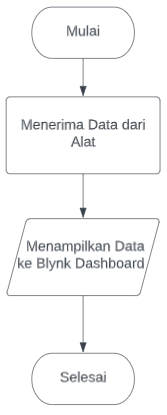 Mulai
Menerima Data dari
Alat
Menampilkan Data
ke Blynk Dashboard
Selesai